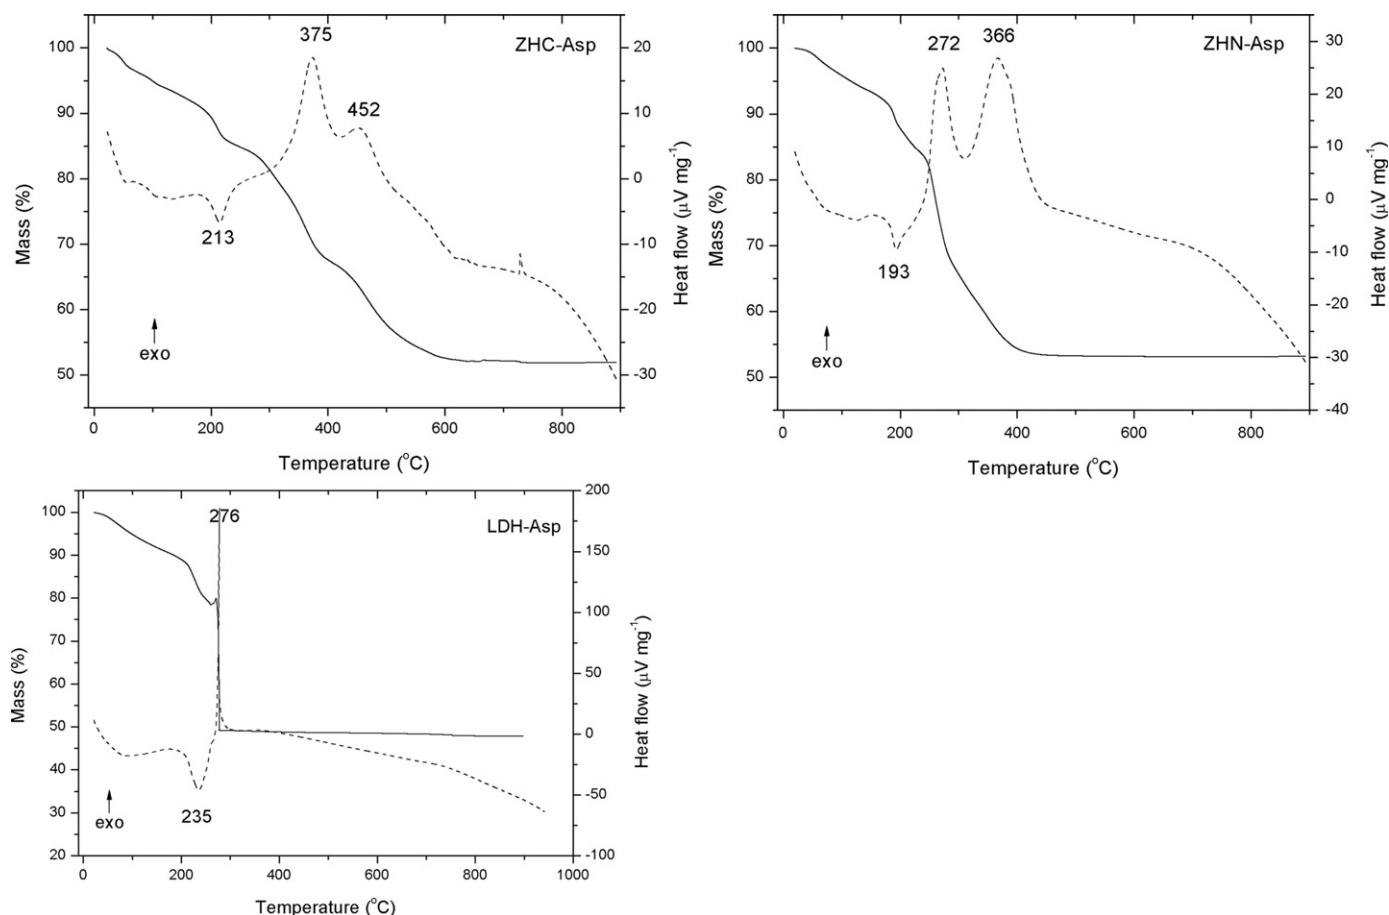 375
ZHC-Asp
452
213
exo
100
90
80
70
60
50
Mass (%)
20
10
0
-10
-20
-30
Heat flow (μV mg⁻¹)
0 200 400 600 800
Temperature (°C)
272 366
ZHN-Asp
193
exo
100
90
80
70
60
50
Mass (%)
30
20
10
0
-10
-20
-30
-40
Heat flow (μV mg⁻¹)
0 200 400 600 800
Temperature (°C)
276
LDH-Asp
235
exo
100
90
80
70
60
50
40
30
20
Mass (%)
200
150
100
50
0
-50
-100
Heat flow (μV mg⁻¹)
0 200 400 600 800 1000
Temperature (°C)